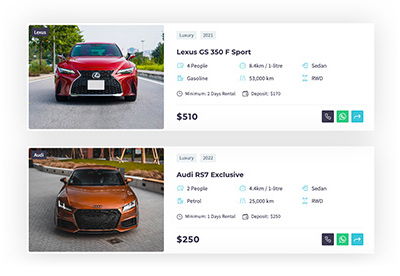 Lexus
Luxury 2021
Lexus GS 350 F Sport
4 People 8.4km / 1-litre Sedan
Gasoline 53,000 km RWD
Minimum: 2 Days Rental Deposit: $170
$510
Audi
Luxury 2022
Audi RS7 Exclusive
2 People 4.4km / 1-litre Sedan
Petrol 25,000 km RWD
Minimum: 1 Days Rental Deposit: $250
$250